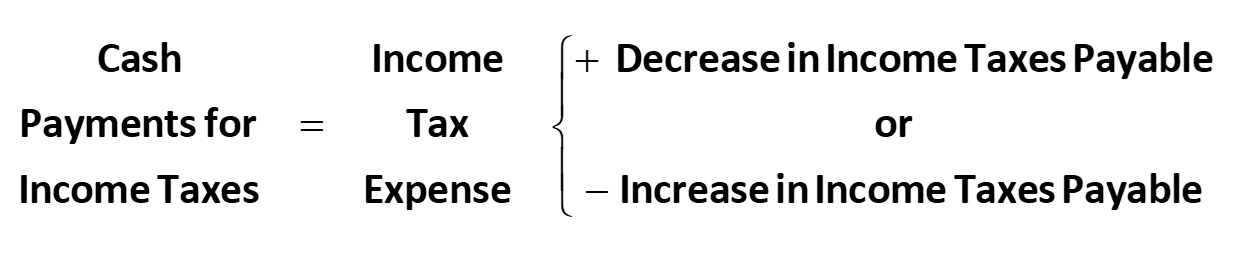 Cash Income + Decrease in Income Taxes Payable
Payments for = Tax or
Income Taxes Expense − Increase in Income Taxes Payable